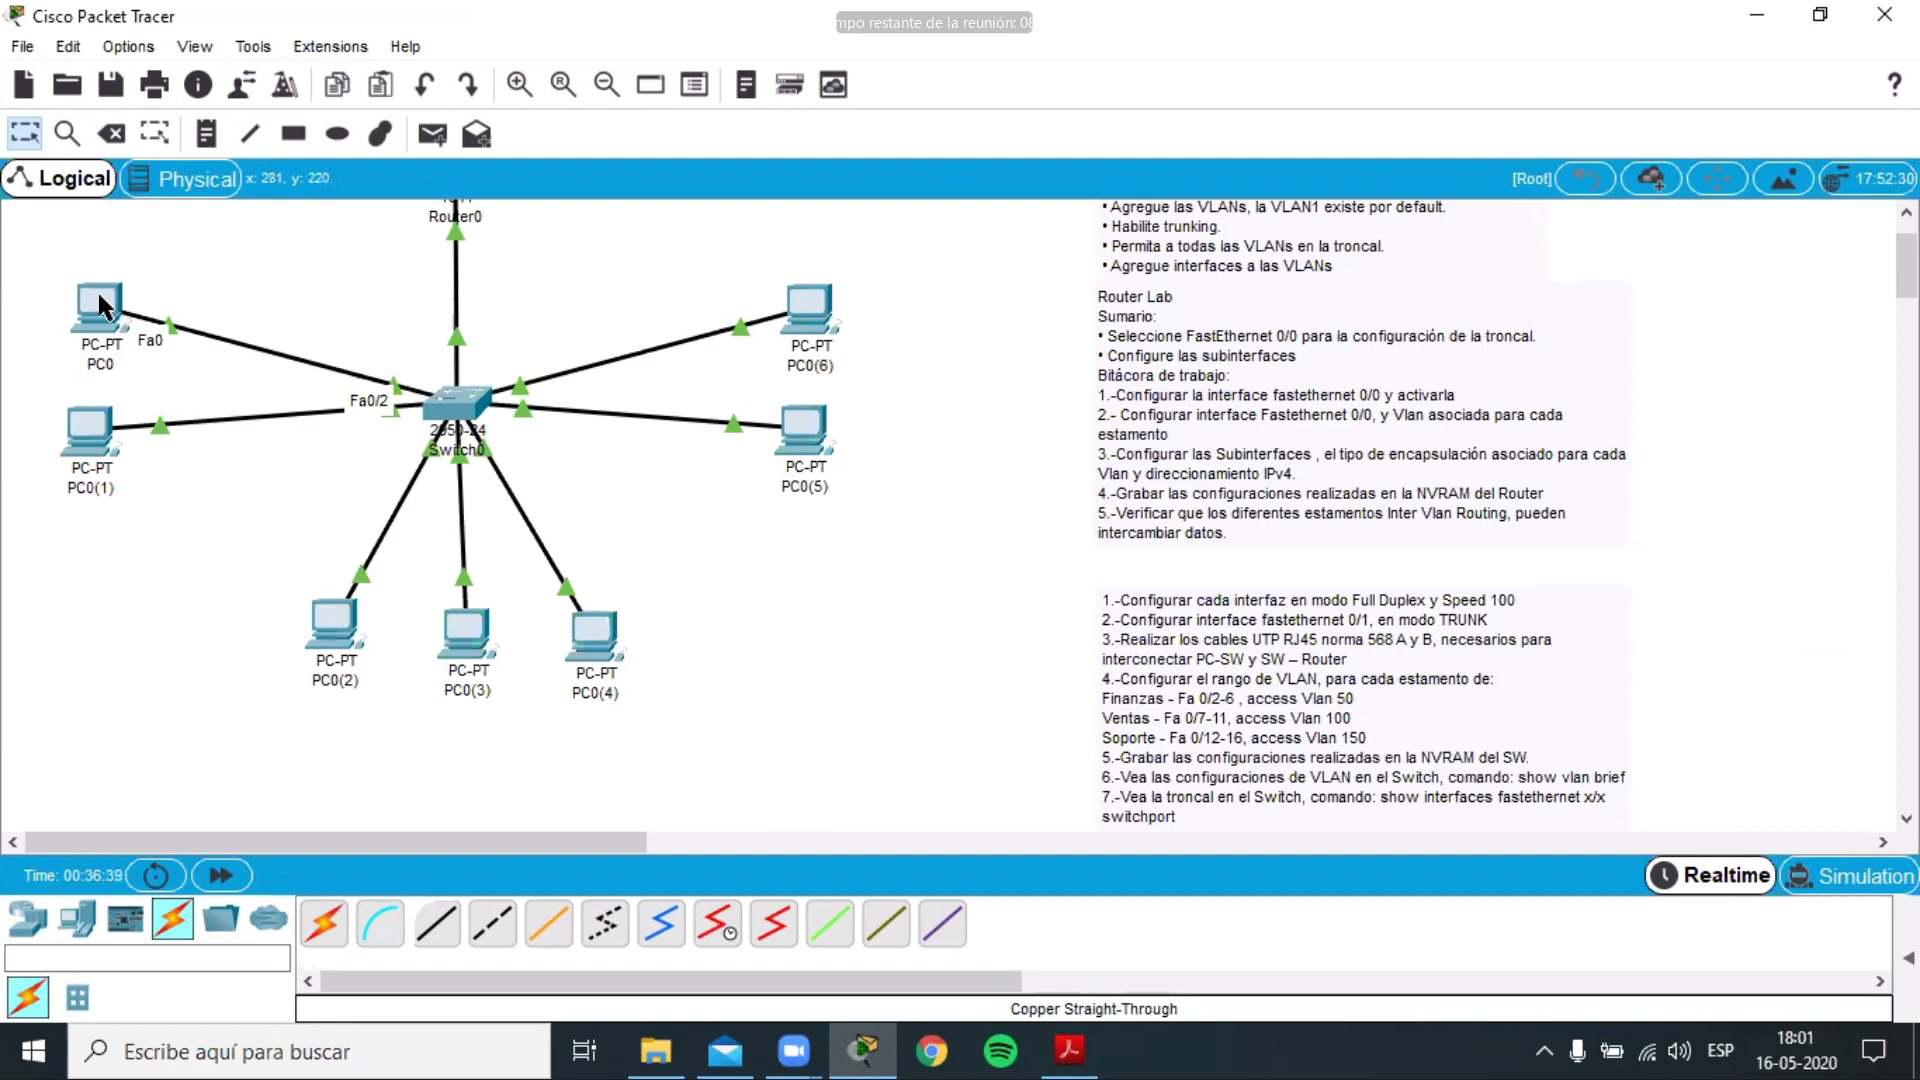 Cisco Packet Tracer
mpo restante de la reunión: 08
File Edit Options View Tools Extensions Help
Logical Physical x: 281, y: 220. [Root] 17:52:30
Router0
PC-PT
PC0
Fa0
PC-PT
PC0(1)
Fa0/2
2950-24
Switch0
PC-PT
PC0(2)
PC-PT
PC0(3)
PC-PT
PC0(4)
PC-PT
PC0(5)
PC-PT
PC0(6)
• Agregue las VLANs, la VLAN1 existe por default.
• Habilite trunking.
• Permita a todas las VLANs en la troncal.
• Agregue interfaces a las VLANs
Router Lab
Sumario:
• Seleccione FastEthernet 0/0 para la configuración de la troncal.
• Configure las subinterfaces
Bitácora de trabajo:
1.-Configurar la interface fastethernet 0/0 y activarla
2.- Configurar interface Fastethernet 0/0, y Vlan asociada para cada
estamento
3.-Configurar las Subinterfaces , el tipo de encapsulación asociado para cada
Vlan y direccionamiento IPv4.
4.-Grabar las configuraciones realizadas en la NVRAM del Router
5.-Verificar que los diferentes estamentos Inter Vlan Routing, pueden
intercambiar datos.
1.-Configurar cada interfaz en modo Full Duplex y Speed 100
2.-Configurar interface fastethernet 0/1, en modo TRUNK
3.-Realizar los cables UTP RJ45 norma 568 A y B, necesarios para
interconectar PC-SW y SW – Router
4.-Configurar el rango de VLAN, para cada estamento de:
Finanzas - Fa 0/2-6 , access Vlan 50
Ventas - Fa 0/7-11, access Vlan 100
Soporte - Fa 0/12-16, access Vlan 150
5.-Grabar las configuraciones realizadas en la NVRAM del SW.
6.-Vea las configuraciones de VLAN en el Switch, comando: show vlan brief
7.-Vea la troncal en el Switch, comando: show interfaces fastethernet x/x
switchport
Time: 00:36:39 Realtime Simulation
Copper Straight-Through
Escribe aquí para buscar
ESP
18:01
16-05-2020